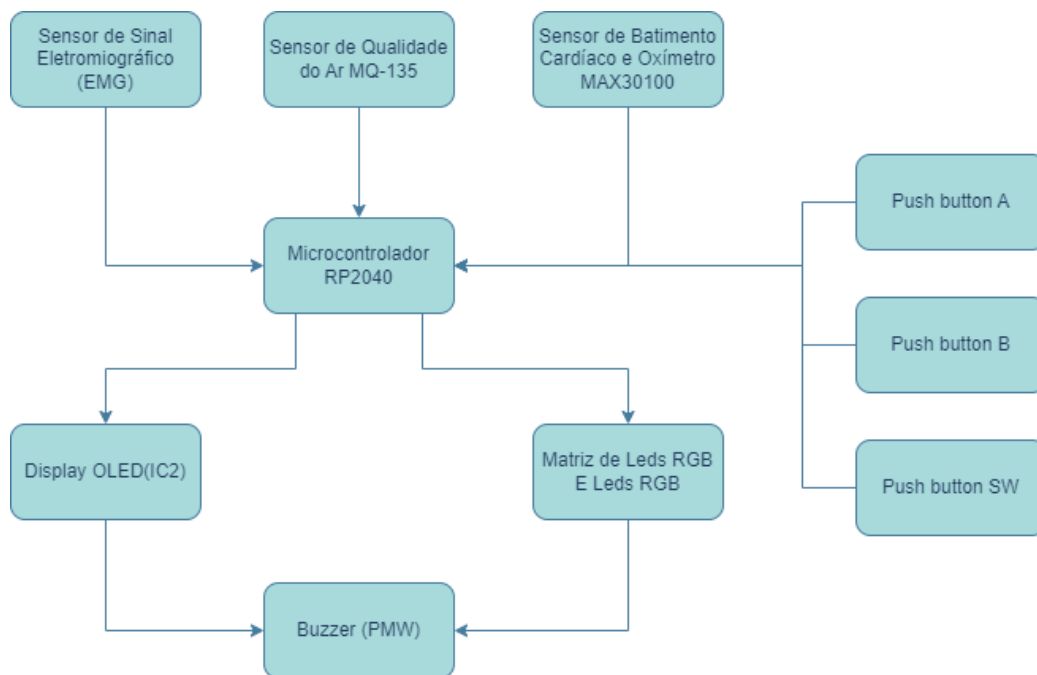 Sensor de Sinal
Eletromiográfico
(EMG)
Sensor de Qualidade
do Ar MQ-135
Sensor de Batimento
Cardíaco e Oxímetro
MAX30100
Push button A
Microcontrolador
RP2040
Push button B
Display OLED(IC2)
Matriz de Leds RGB
E Leds RGB
Push button SW
Buzzer (PMW)